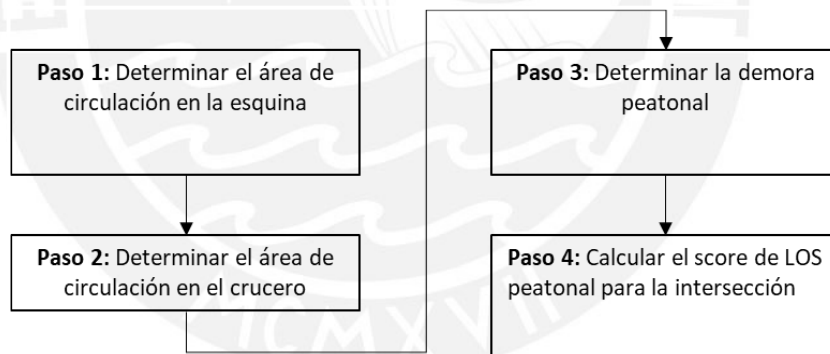 Paso 1: Determinar el área de
circulación en la esquina
Paso 2: Determinar el área de
circulación en el crucero
Paso 3: Determinar la demora
peatonal
Paso 4: Calcular el score de LOS
peatonal para la intersección
MCMXVII